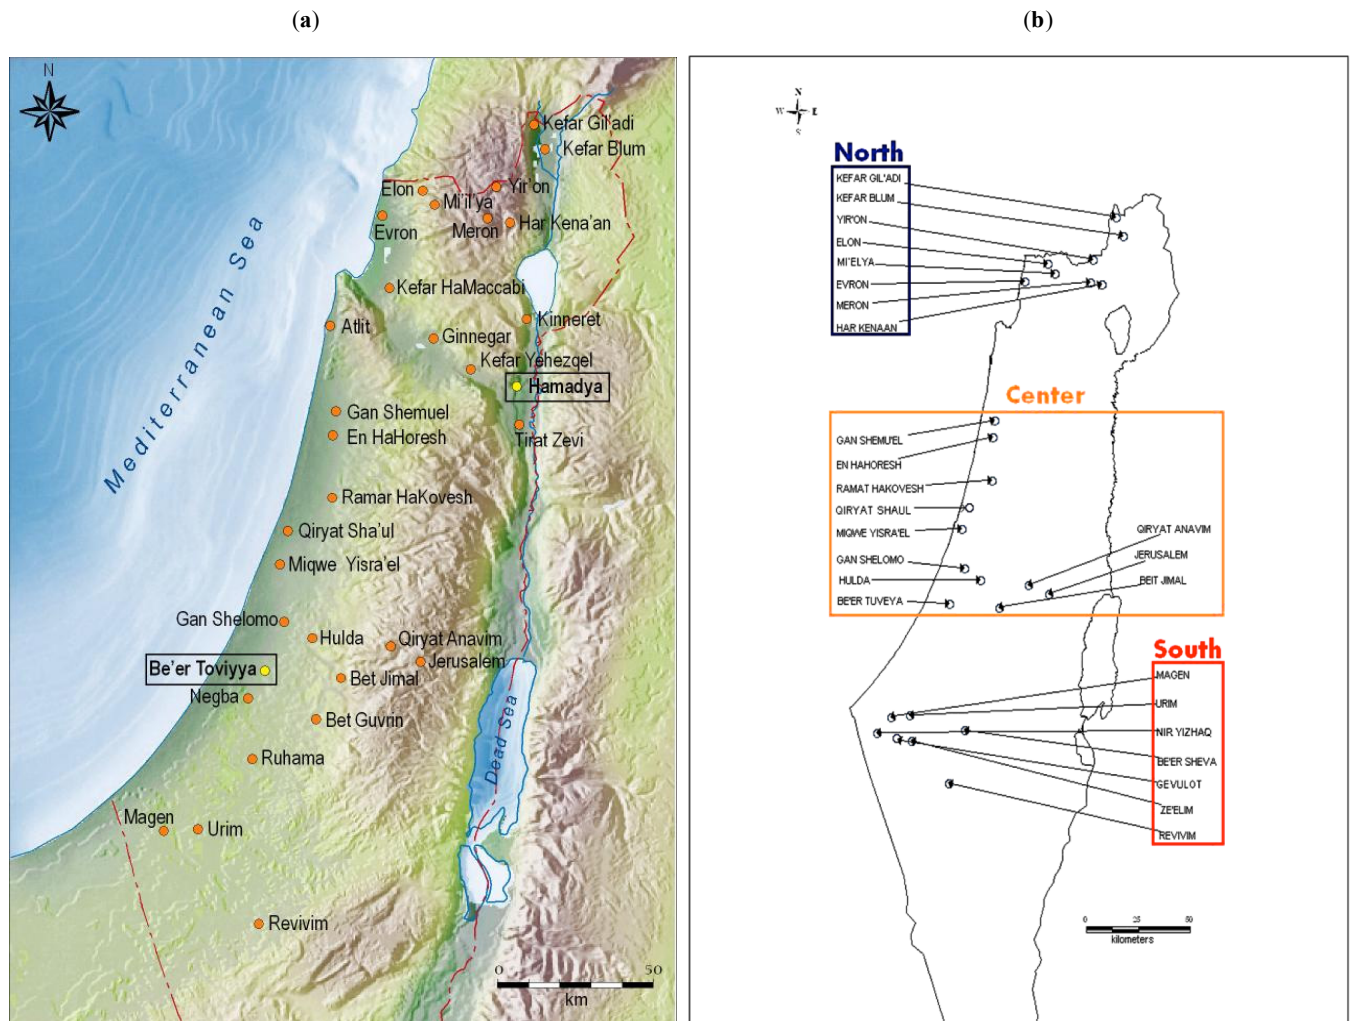 (a)
(b)
N
Kefar Gil'adi
Kefar Blum
Elon
Yir'on
Mi'il'ya
Evron
Meron
Har Kena'an
Kefar HaMaccabi
Atlit
Kinneret
Ginnegar
Kefar Yehezqel
Hamadya
Gan Shemuel
En HaHoresh
Tirat Zevi
Ramar HaKovesh
Qiryat Sha'ul
Miqwe Yisra'el
Gan Shelomo
Hulda
Qiryat Anavim
Jerusalem
Be'er Toviyya
Bet Jimal
Negba
Bet Guvrin
Ruhama
Magen
Urim
Revivim
Mediterranean Sea
Dead Sea
0 50
km
N
W E
S
North
KEFAR GIL'ADI
KEFAR BLUM
YIR'ON
ELON
MI'ELYA
EVRON
MERON
HAR KENAAN
Center
GAN SHEMU'EL
EN HAHORESH
RAMAT HAKOVESH
QIRYAT SHAUL
MIQWE YISRA'EL
GAN SHELOMO
HULDA
BE'ER TUVEYA
QIRYAT ANAVIM
JERUSALEM
BEIT JIMAL
South
MAGEN
URIM
NIR YIZHAQ
BE'ER SHEVA
GEVULOT
ZE'ELIM
REVIVIM
0 25 50
kilometers